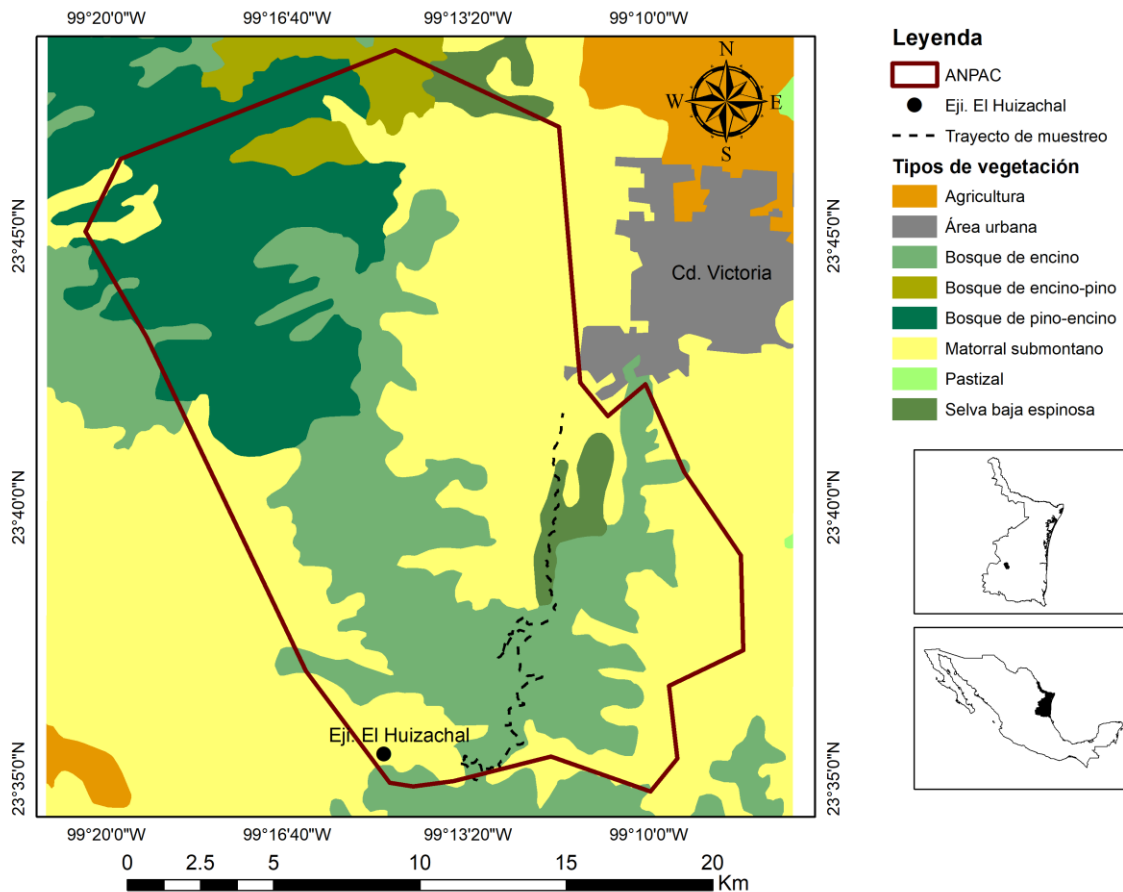 99°20'0"W 99°16'40"W 99°13'20"W 99°10'0"W
N
W E
S
23°45'0"N 23°45'0"N
Cd. Victoria
23°40'0"N 23°40'0"N
Eji. El Huizachal
23°35'0"N 23°35'0"N
99°20'0"W 99°16'40"W 99°13'20"W 99°10'0"W
0 2.5 5 10 15 20
Km
Leyenda
ANPAC
Eji. El Huizachal
Trayecto de muestreo
Tipos de vegetación
Agricultura
Área urbana
Bosque de encino
Bosque de encino-pino
Bosque de pino-encino
Matorral submontano
Pastizal
Selva baja espinosa